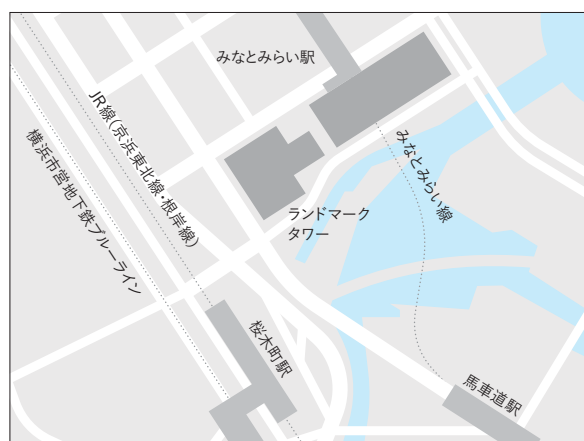 みなとみらい駅
JR線（京浜東北線・根岸線）
横浜市営地下鉄ブルーライン
みなとみらい線
ランドマーク
タワー
桜木町駅
馬車道駅